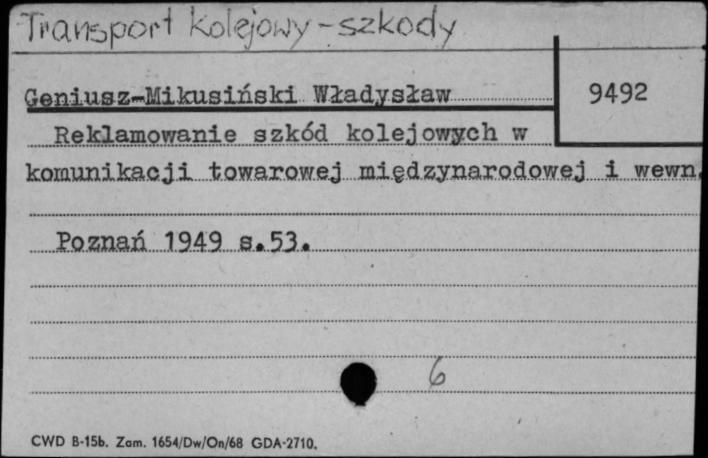 Transport kolejowy - szkody
Geniusz-Mikusiński Władysław
9492
Reklamowanie szkód kolejowych w
komunikacji towarowej międzynarodowej i wewn.
Poznań 1949 s.53.
6
CWD B-15b. Zam. 1654/Dw/On/68 GDA-2710.